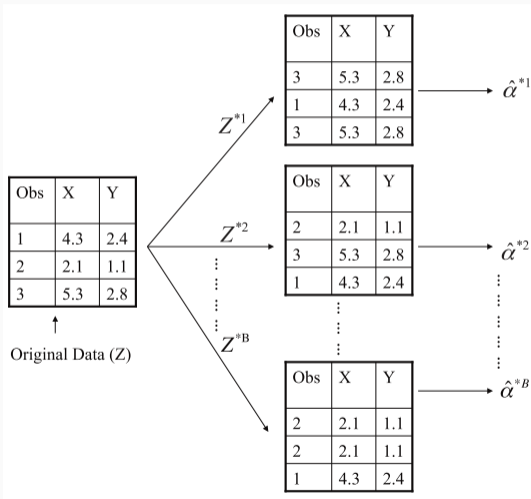 Obs X Y
3 5.3 2.8
1 4.3 2.4
3 5.3 2.8
Z*1
α̂*1
Obs X Y
1 4.3 2.4
2 2.1 1.1
3 5.3 2.8
Original Data (Z)
Z*2
Obs X Y
2 2.1 1.1
3 5.3 2.8
1 4.3 2.4
α̂*2
Z*B
Obs X Y
2 2.1 1.1
2 2.1 1.1
1 4.3 2.4
α̂*B